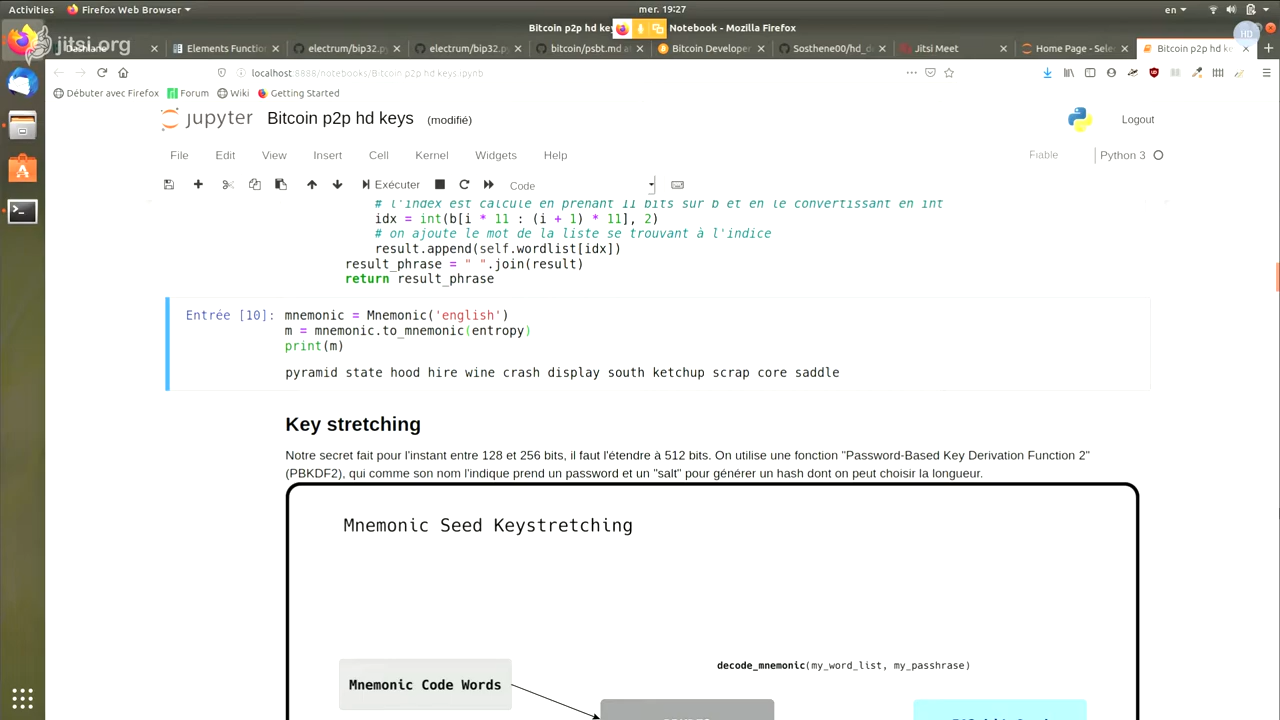 Activities
Firefox Web Browser
mer. 19:27
en
Bitcoin p2p hd key
Notebook - Mozilla Firefox
HD
jitsi.org
Elements Function
electrum/bip32.p
electrum/bip32.p
bitcoin/psbt.md a
Bitcoin Developer
Sosthene00/hd_d
Jitsi Meet
Home Page - Sele
Bitcoin p2p hd ke
localhost:8888/notebooks/Bitcoin p2p hd keys.ipynb
Débuter avec Firefox
Forum
Wiki
Getting Started
jupyter
Bitcoin p2p hd keys
(modifié)
Logout
File
Edit
View
Insert
Cell
Kernel
Widgets
Help
Fiable
Python 3
Exécuter
Code
# l'index est calculé en prenant 11 bits sur b et en le convertissant en int
idx = int(b[i * 11 : (i + 1) * 11], 2)
# on ajoute le mot de la liste se trouvant à l'indice
result.append(self.wordlist[idx])
result_phrase = " ".join(result)
return result_phrase
Entrée [10]:
mnemonic = Mnemonic('english')
m = mnemonic.to_mnemonic(entropy)
print(m)
pyramid state hood hire wine crash display south ketchup scrap core saddle
Key stretching
Notre secret fait pour l'instant entre 128 et 256 bits, il faut l'étendre à 512 bits. On utilise une fonction "Password-Based Key Derivation Function 2"
(PBKDF2), qui comme son nom l'indique prend un password et un "salt" pour générer un hash dont on peut choisir la longueur.
Mnemonic Seed Keystretching
decode_mnemonic(my_word_list, my_passhrase)
Mnemonic Code Words